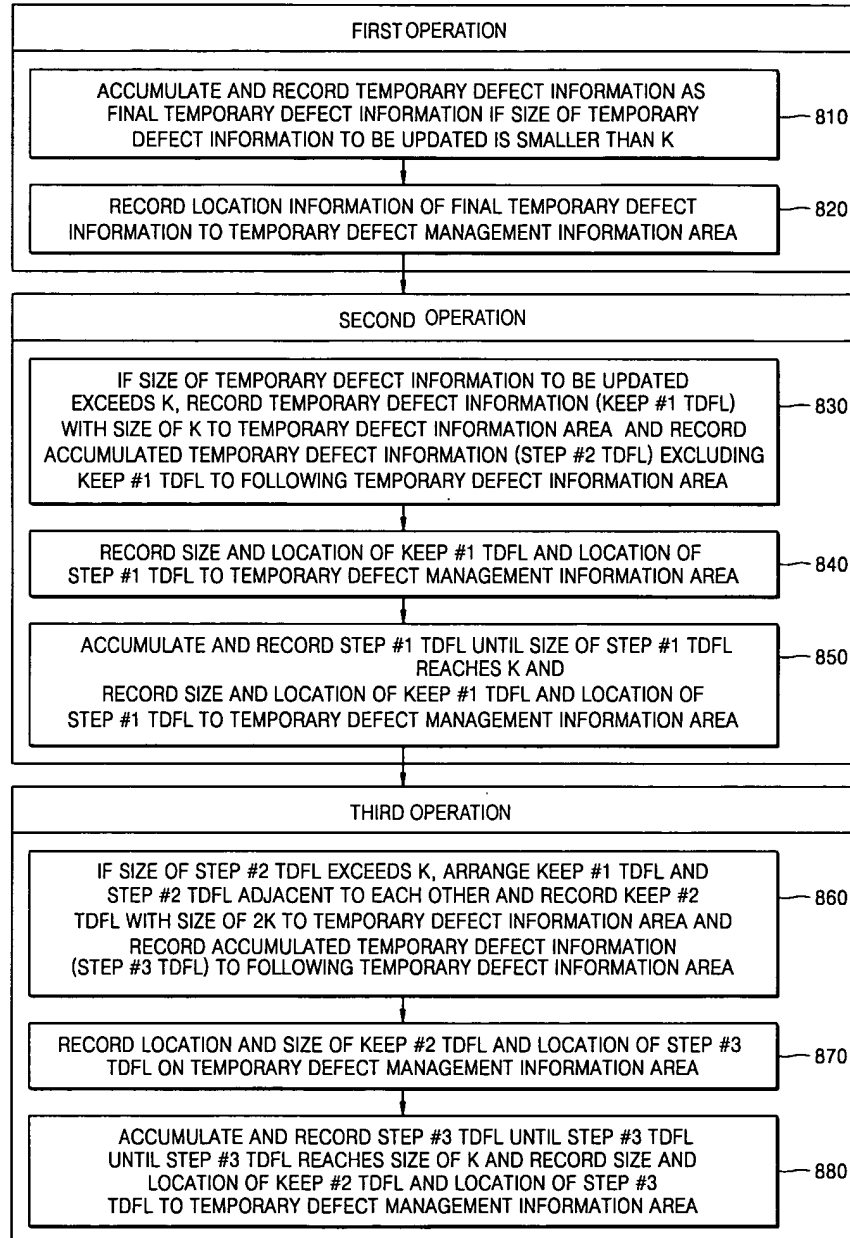 FIRST OPERATION
ACCUMULATE AND RECORD TEMPORARY DEFECT INFORMATION AS
FINAL TEMPORARY DEFECT INFORMATION IF SIZE OF TEMPORARY
DEFECT INFORMATION TO BE UPDATED IS SMALLER THAN K
810
RECORD LOCATION INFORMATION OF FINAL TEMPORARY DEFECT
INFORMATION TO TEMPORARY DEFECT MANAGEMENT INFORMATION AREA
820
SECOND OPERATION
IF SIZE OF TEMPORARY DEFECT INFORMATION TO BE UPDATED
EXCEEDS K, RECORD TEMPORARY DEFECT INFORMATION (KEEP #1 TDFL)
WITH SIZE OF K TO TEMPORARY DEFECT INFORMATION AREA AND RECORD
ACCUMULATED TEMPORARY DEFECT INFORMATION (STEP #2 TDFL) EXCLUDING
KEEP #1 TDFL TO FOLLOWING TEMPORARY DEFECT INFORMATION AREA
830
RECORD SIZE AND LOCATION OF KEEP #1 TDFL AND LOCATION OF
STEP #1 TDFL TO TEMPORARY DEFECT MANAGEMENT INFORMATION AREA
840
ACCUMULATE AND RECORD STEP #1 TDFL UNTIL SIZE OF STEP #1 TDFL
REACHES K AND
RECORD SIZE AND LOCATION OF KEEP #1 TDFL AND LOCATION OF
STEP #1 TDFL TO TEMPORARY DEFECT MANAGEMENT INFORMATION AREA
850
THIRD OPERATION
IF SIZE OF STEP #2 TDFL EXCEEDS K, ARRANGE KEEP #1 TDFL AND
STEP #2 TDFL ADJACENT TO EACH OTHER AND RECORD KEEP #2
TDFL WITH SIZE OF 2K TO TEMPORARY DEFECT INFORMATION AREA AND
RECORD ACCUMULATED TEMPORARY DEFECT INFORMATION
(STEP #3 TDFL) TO FOLLOWING TEMPORARY DEFECT INFORMATION AREA
860
RECORD LOCATION AND SIZE OF KEEP #2 TDFL AND LOCATION OF STEP #3
TDFL ON TEMPORARY DEFECT MANAGEMENT INFORMATION AREA
870
ACCUMULATE AND RECORD STEP #3 TDFL UNTIL STEP #3 TDFL
UNTIL STEP #3 TDFL REACHES SIZE OF K AND RECORD SIZE AND
LOCATION OF KEEP #2 TDFL AND LOCATION OF STEP #3
TDFL TO TEMPORARY DEFECT MANAGEMENT INFORMATION AREA
880